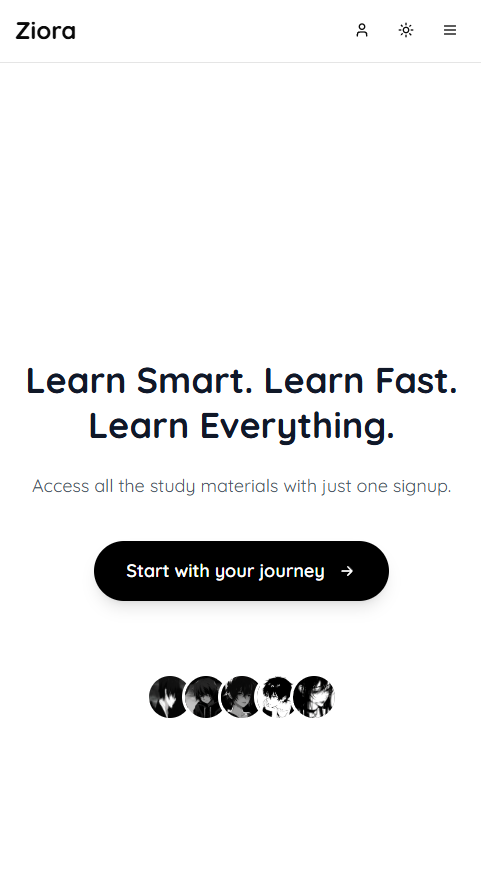 Ziora
Learn Smart. Learn Fast.
Learn Everything.
Access all the study materials with just one signup.
Start with your journey →